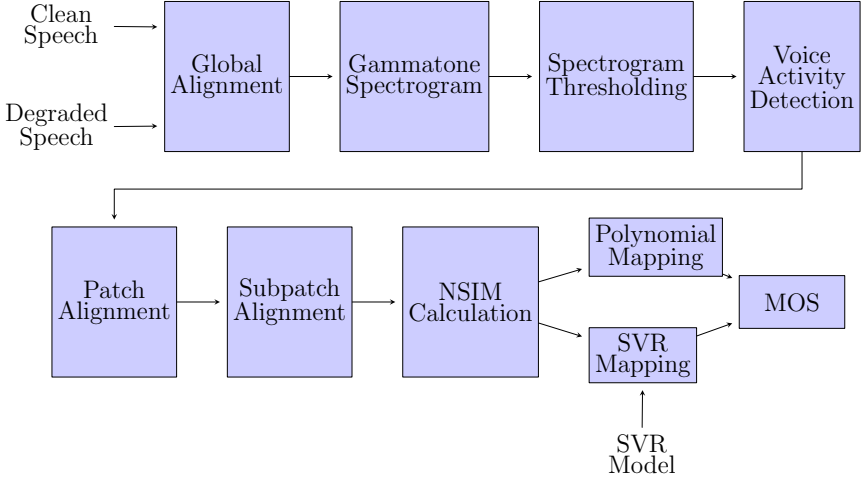 Clean
Speech
Degraded
Speech
Global
Alignment
Gammatone
Spectrogram
Spectrogram
Thresholding
Voice
Activity
Detection
Patch
Alignment
Subpatch
Alignment
NSIM
Calculation
Polynomial
Mapping
SVR
Mapping
MOS
SVR
Model